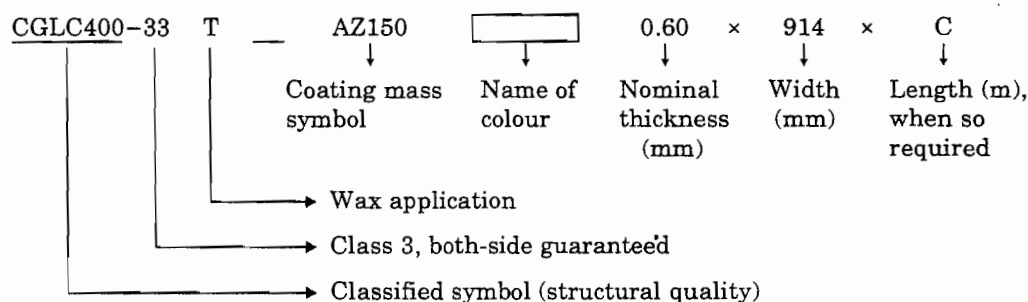 CGLC400-33 T AZ150 0.60 × 914 × C
Coating mass symbol
Name of colour
Nominal thickness (mm)
Width (mm)
Length (m), when so required
Wax application
Class 3, both-side guaranteed
Classified symbol (structural quality)